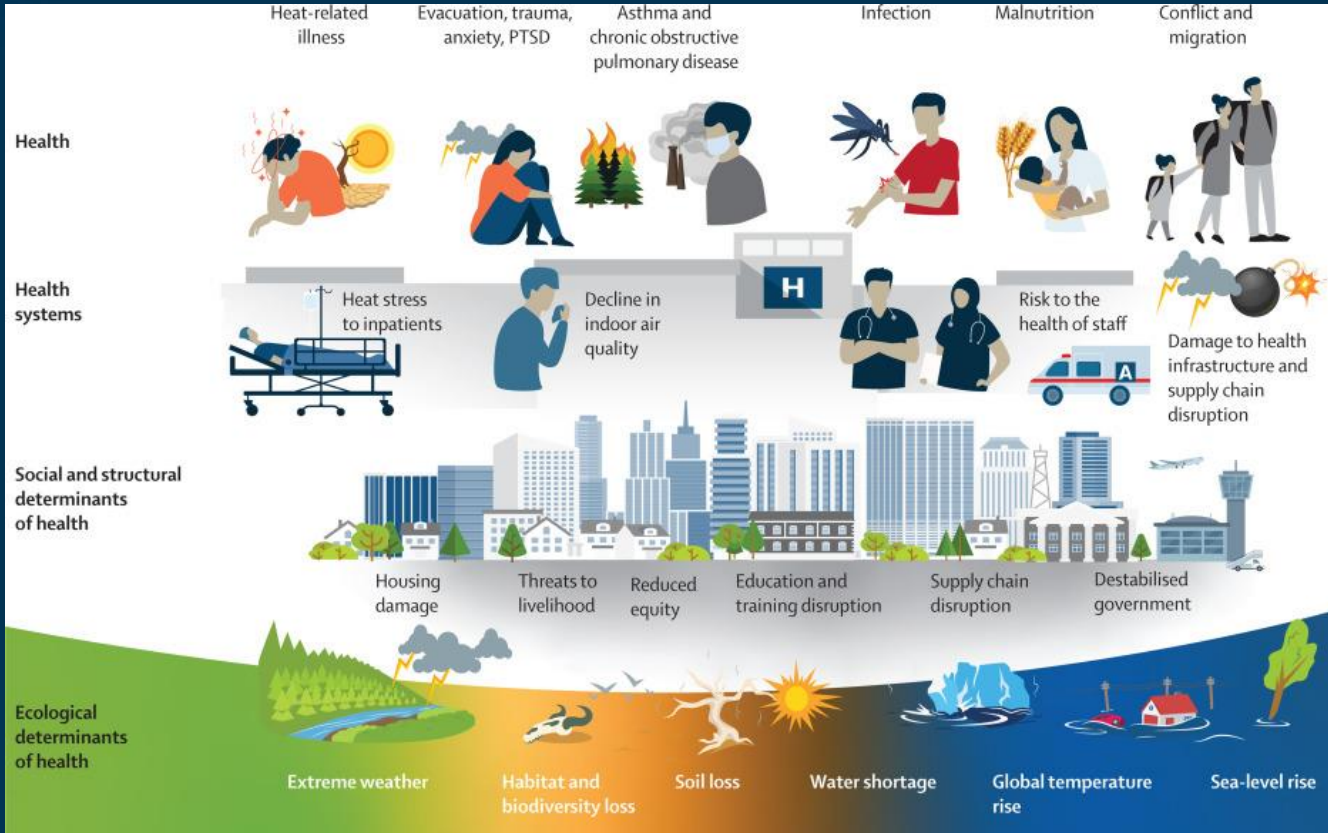 Heat-related
illness
Evacuation, trauma,
anxiety, PTSD
Asthma and
chronic obstructive
pulmonary disease
Infection
Malnutrition
Conflict and
migration
Health
Health
systems
Heat stress
to inpatients
Decline in
indoor air
quality
H
Risk to the
health of staff
A
Damage to health
infrastructure and
supply chain
disruption
Social and structural
determinants
of health
Housing
damage
Threats to
livelihood
Reduced
equity
Education and
training disruption
Supply chain
disruption
Destabilised
government
Ecological
determinants
of health
Extreme weather
Habitat and
biodiversity loss
Soil loss
Water shortage
Global temperature
rise
Sea-level rise